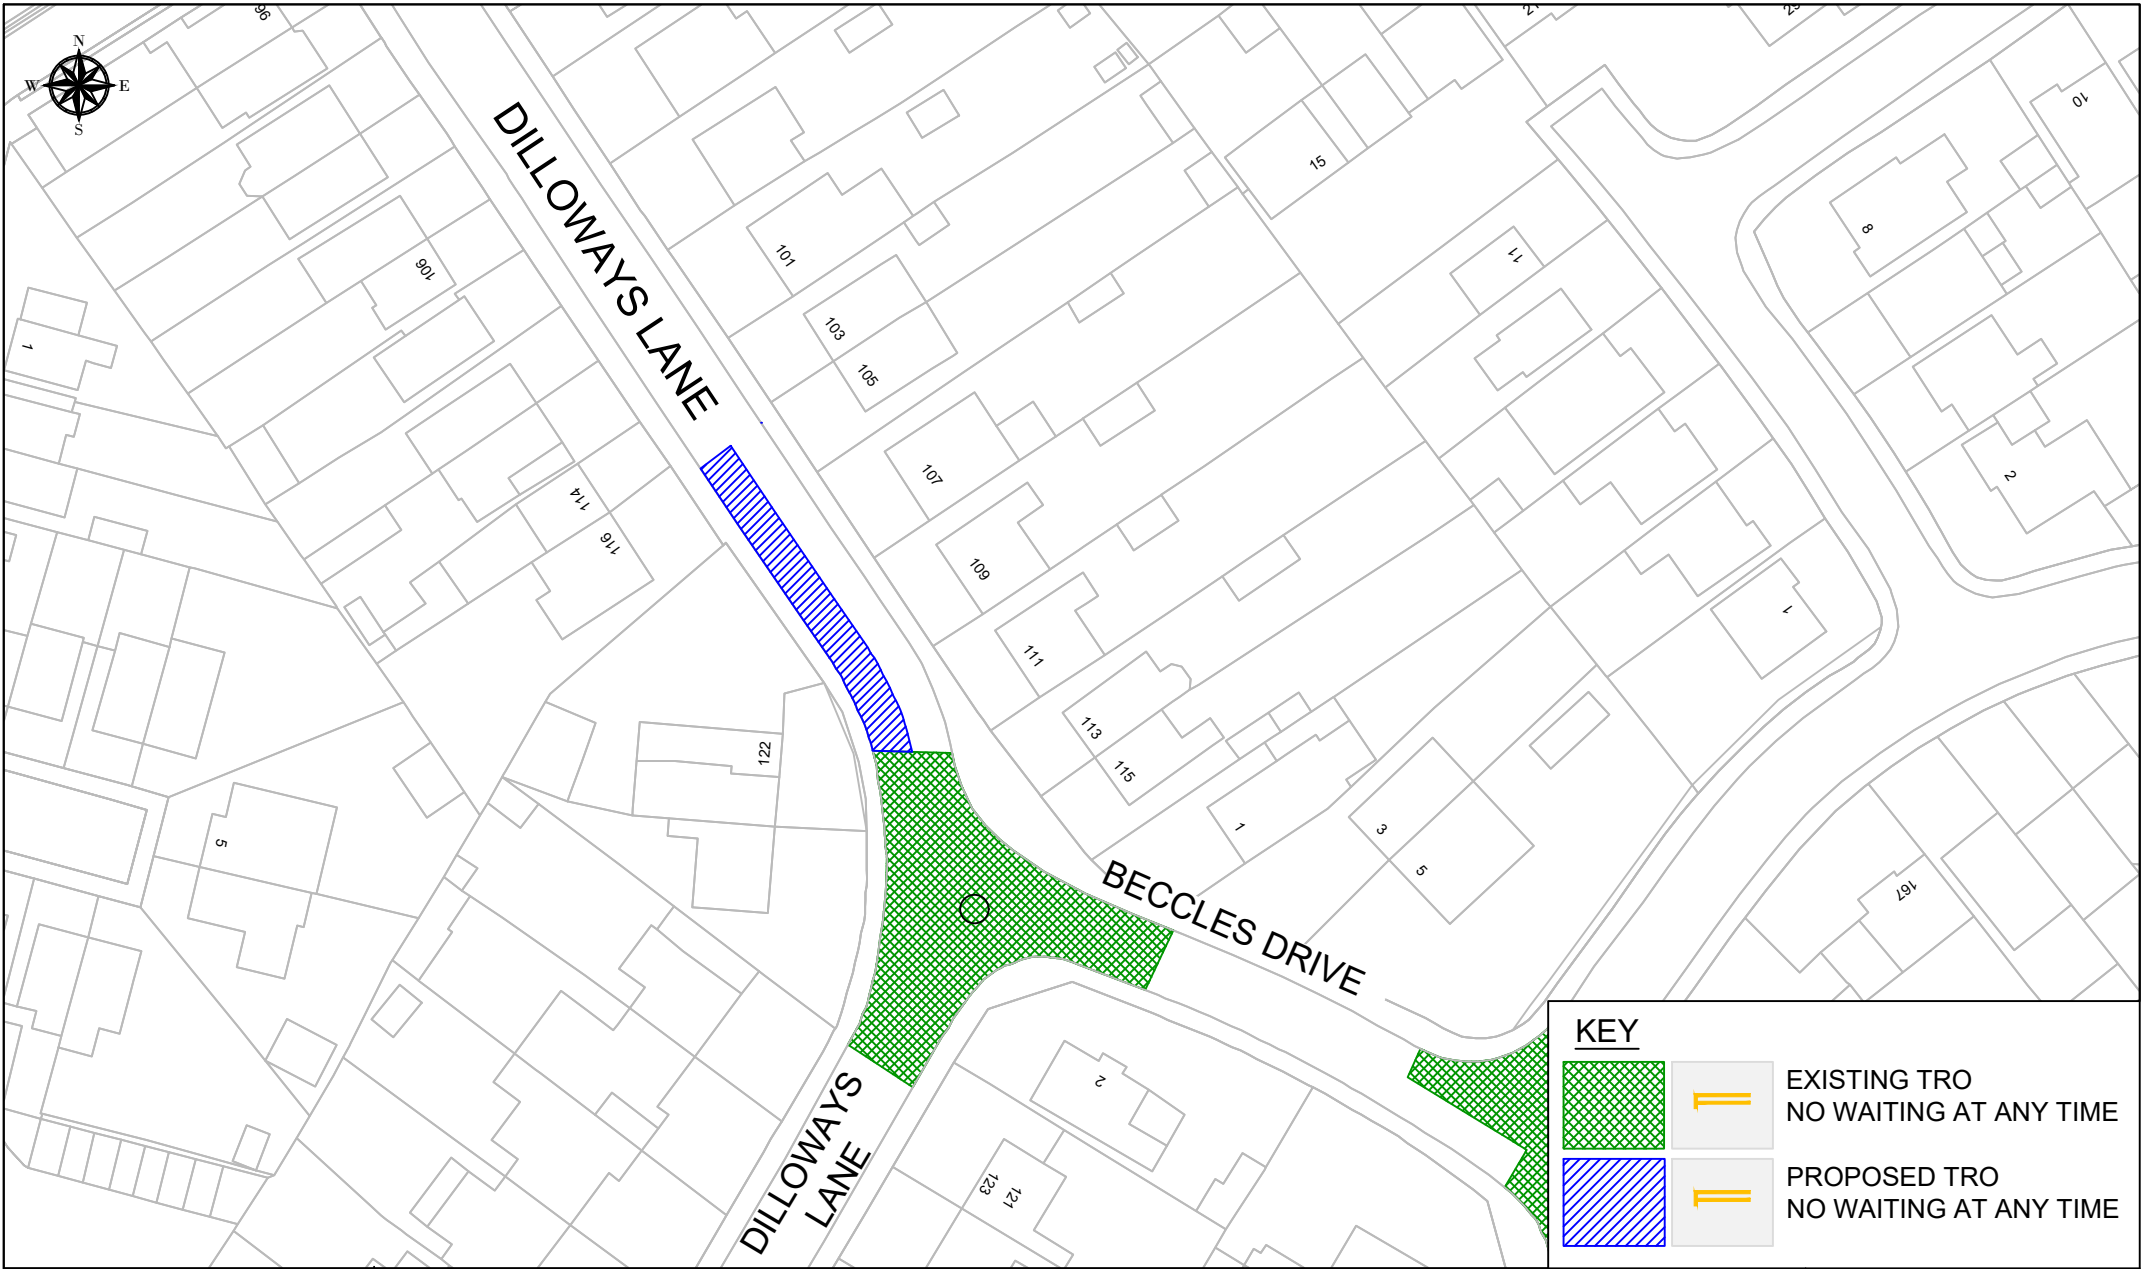 N
W E
S
96
DILLOWAYS LANE
101
103
105
106
107
109
111
113
115
114
116
122
1
5
15
11
10
8
2
1
1
3
5
167
BECCLES DRIVE
DILLOWAYS
LANE
2
123
121
KEY
EXISTING TRO
NO WAITING AT ANY TIME
PROPOSED TRO
NO WAITING AT ANY TIME